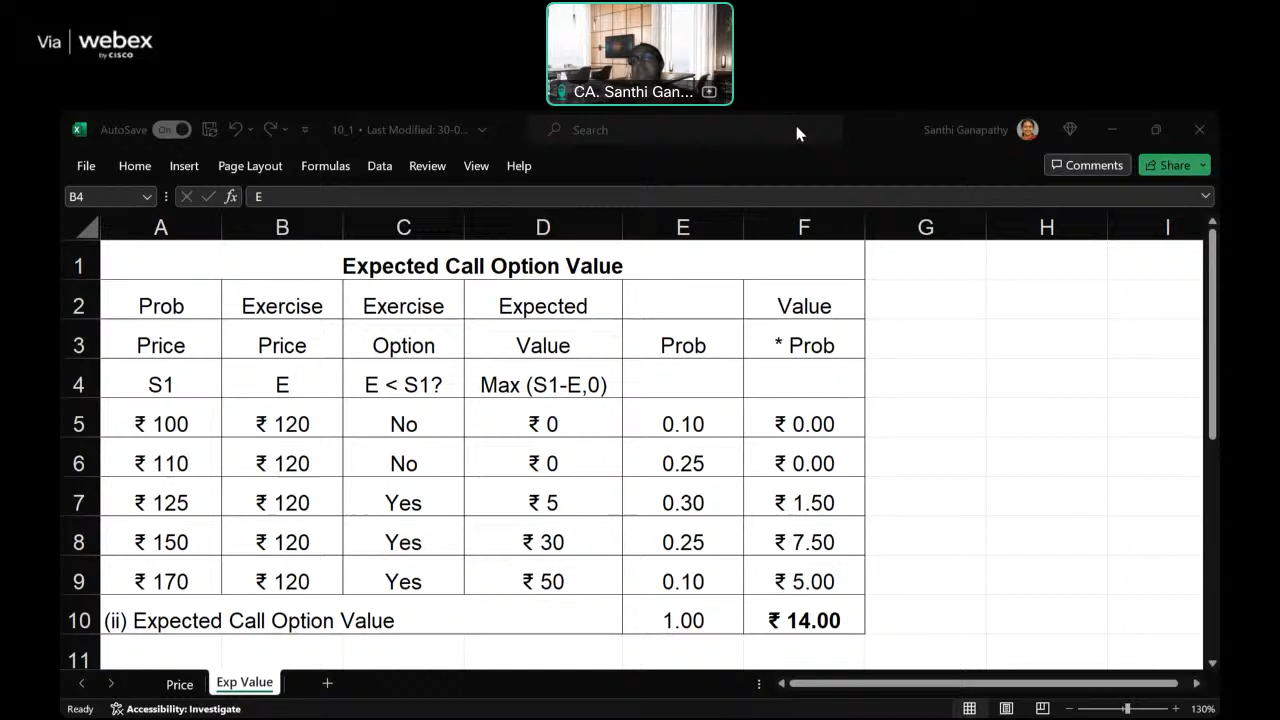 Via webex
by CISCO
CA. Santhi Gan...
AutoSave On 10_1 • Last Modified: 30-0... Search Santhi Ganapathy
File Home Insert Page Layout Formulas Data Review View Help Comments Share
B4 fx E
A B C D E F G H I
1 Expected Call Option Value
2 Prob Exercise Exercise Expected Value
3 Price Price Option Value Prob * Prob
4 S1 E E < S1? Max (S1-E,0)
5 ₹ 100 ₹ 120 No ₹ 0 0.10 ₹ 0.00
6 ₹ 110 ₹ 120 No ₹ 0 0.25 ₹ 0.00
7 ₹ 125 ₹ 120 Yes ₹ 5 0.30 ₹ 1.50
8 ₹ 150 ₹ 120 Yes ₹ 30 0.25 ₹ 7.50
9 ₹ 170 ₹ 120 Yes ₹ 50 0.10 ₹ 5.00
10 (ii) Expected Call Option Value 1.00 ₹ 14.00
11
Price Exp Value
Ready Accessibility: Investigate 130%